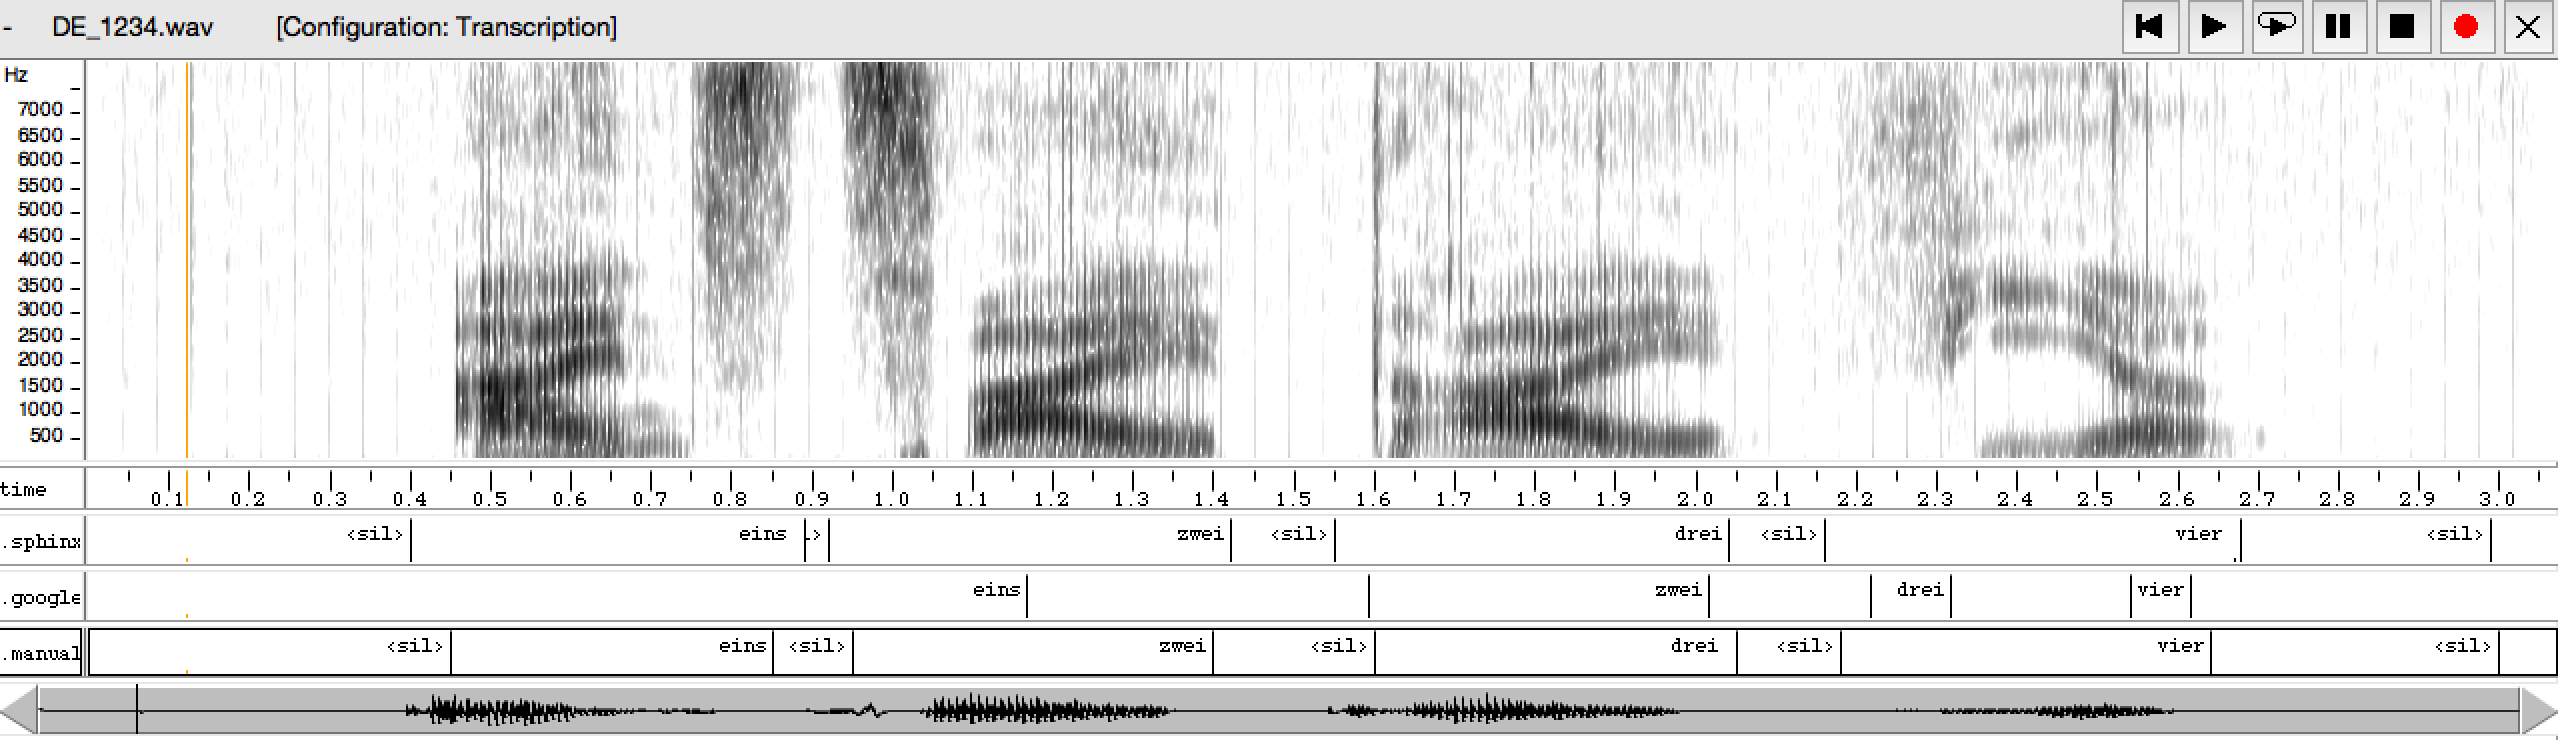 - DE_1234.wav [Configuration: Transcription]
Hz
7000
6500
6000
5500
5000
4500
4000
3500
3000
2500
2000
1500
1000
500
time 0.1 0.2 0.3 0.4 0.5 0.6 0.7 0.8 0.9 1.0 1.1 1.2 1.3 1.4 1.5 1.6 1.7 1.8 1.9 2.0 2.1 2.2 2.3 2.4 2.5 2.6 2.7 2.8 2.9 3.0
.sphinx <sil> eins .> zwei <sil> drei <sil> vier <sil>
.google eins zwei drei vier
.manual <sil> eins <sil> zwei <sil> drei <sil> vier <sil>